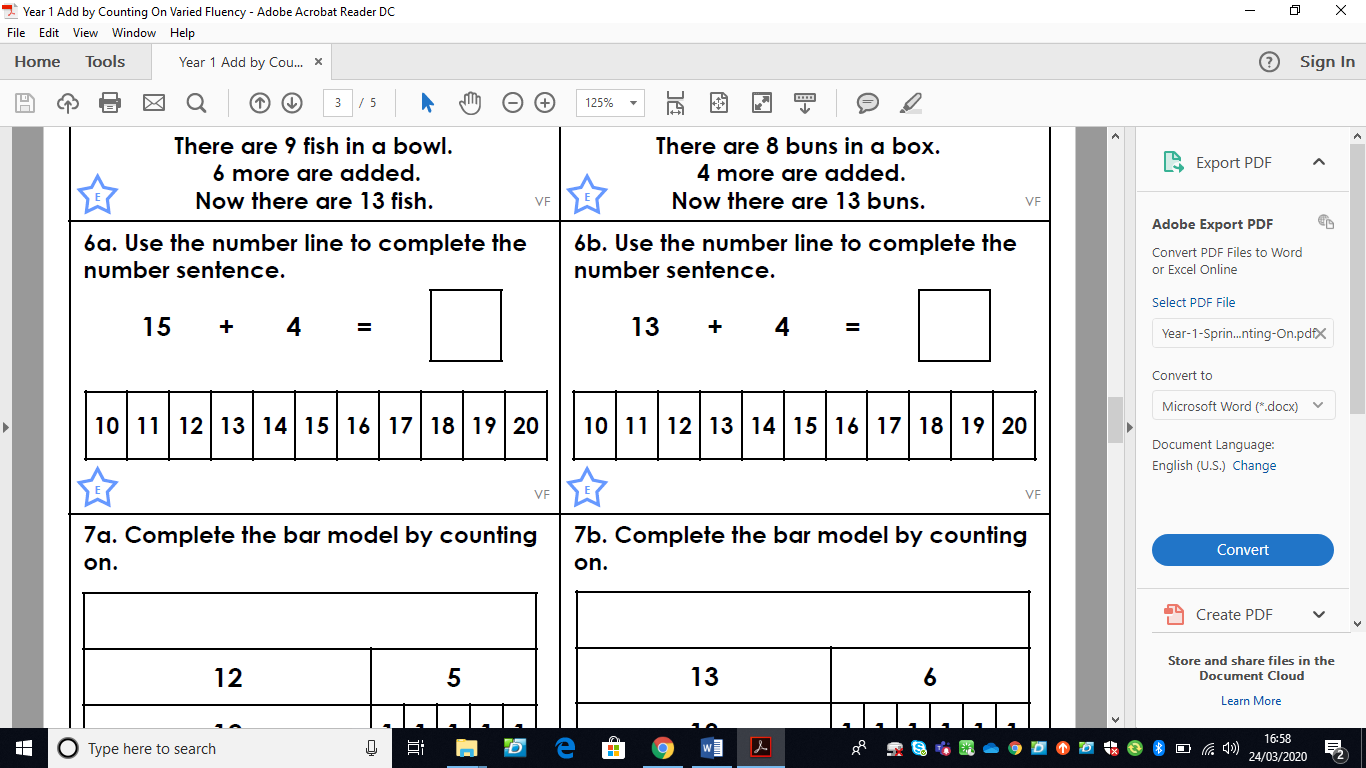 Year 1 Add by Counting On Varied Fluency - Adobe Acrobat Reader DC
File Edit View Window Help
Home Tools Year 1 Add by Cou... × ? Sign In
3 / 5 125%
There are 9 fish in a bowl.
6 more are added.
Now there are 13 fish.
E VF
There are 8 buns in a box.
4 more are added.
Now there are 13 buns.
E VF
6a. Use the number line to complete the
number sentence.
15 + 4 =
10 11 12 13 14 15 16 17 18 19 20
E VF
6b. Use the number line to complete the
number sentence.
13 + 4 =
10 11 12 13 14 15 16 17 18 19 20
E VF
7a. Complete the bar model by counting
on.
12 5
7b. Complete the bar model by counting
on.
13 6
Export PDF
Adobe Export PDF
Convert PDF Files to Word
or Excel Online
Select PDF File
Year-1-Sprin...nting-On.pdf
Convert to
Microsoft Word (*.docx)
Document Language:
English (U.S.) Change
Convert
Create PDF
Store and share files in the
Document Cloud
Learn More
Type here to search
16:58
24/03/2020
2